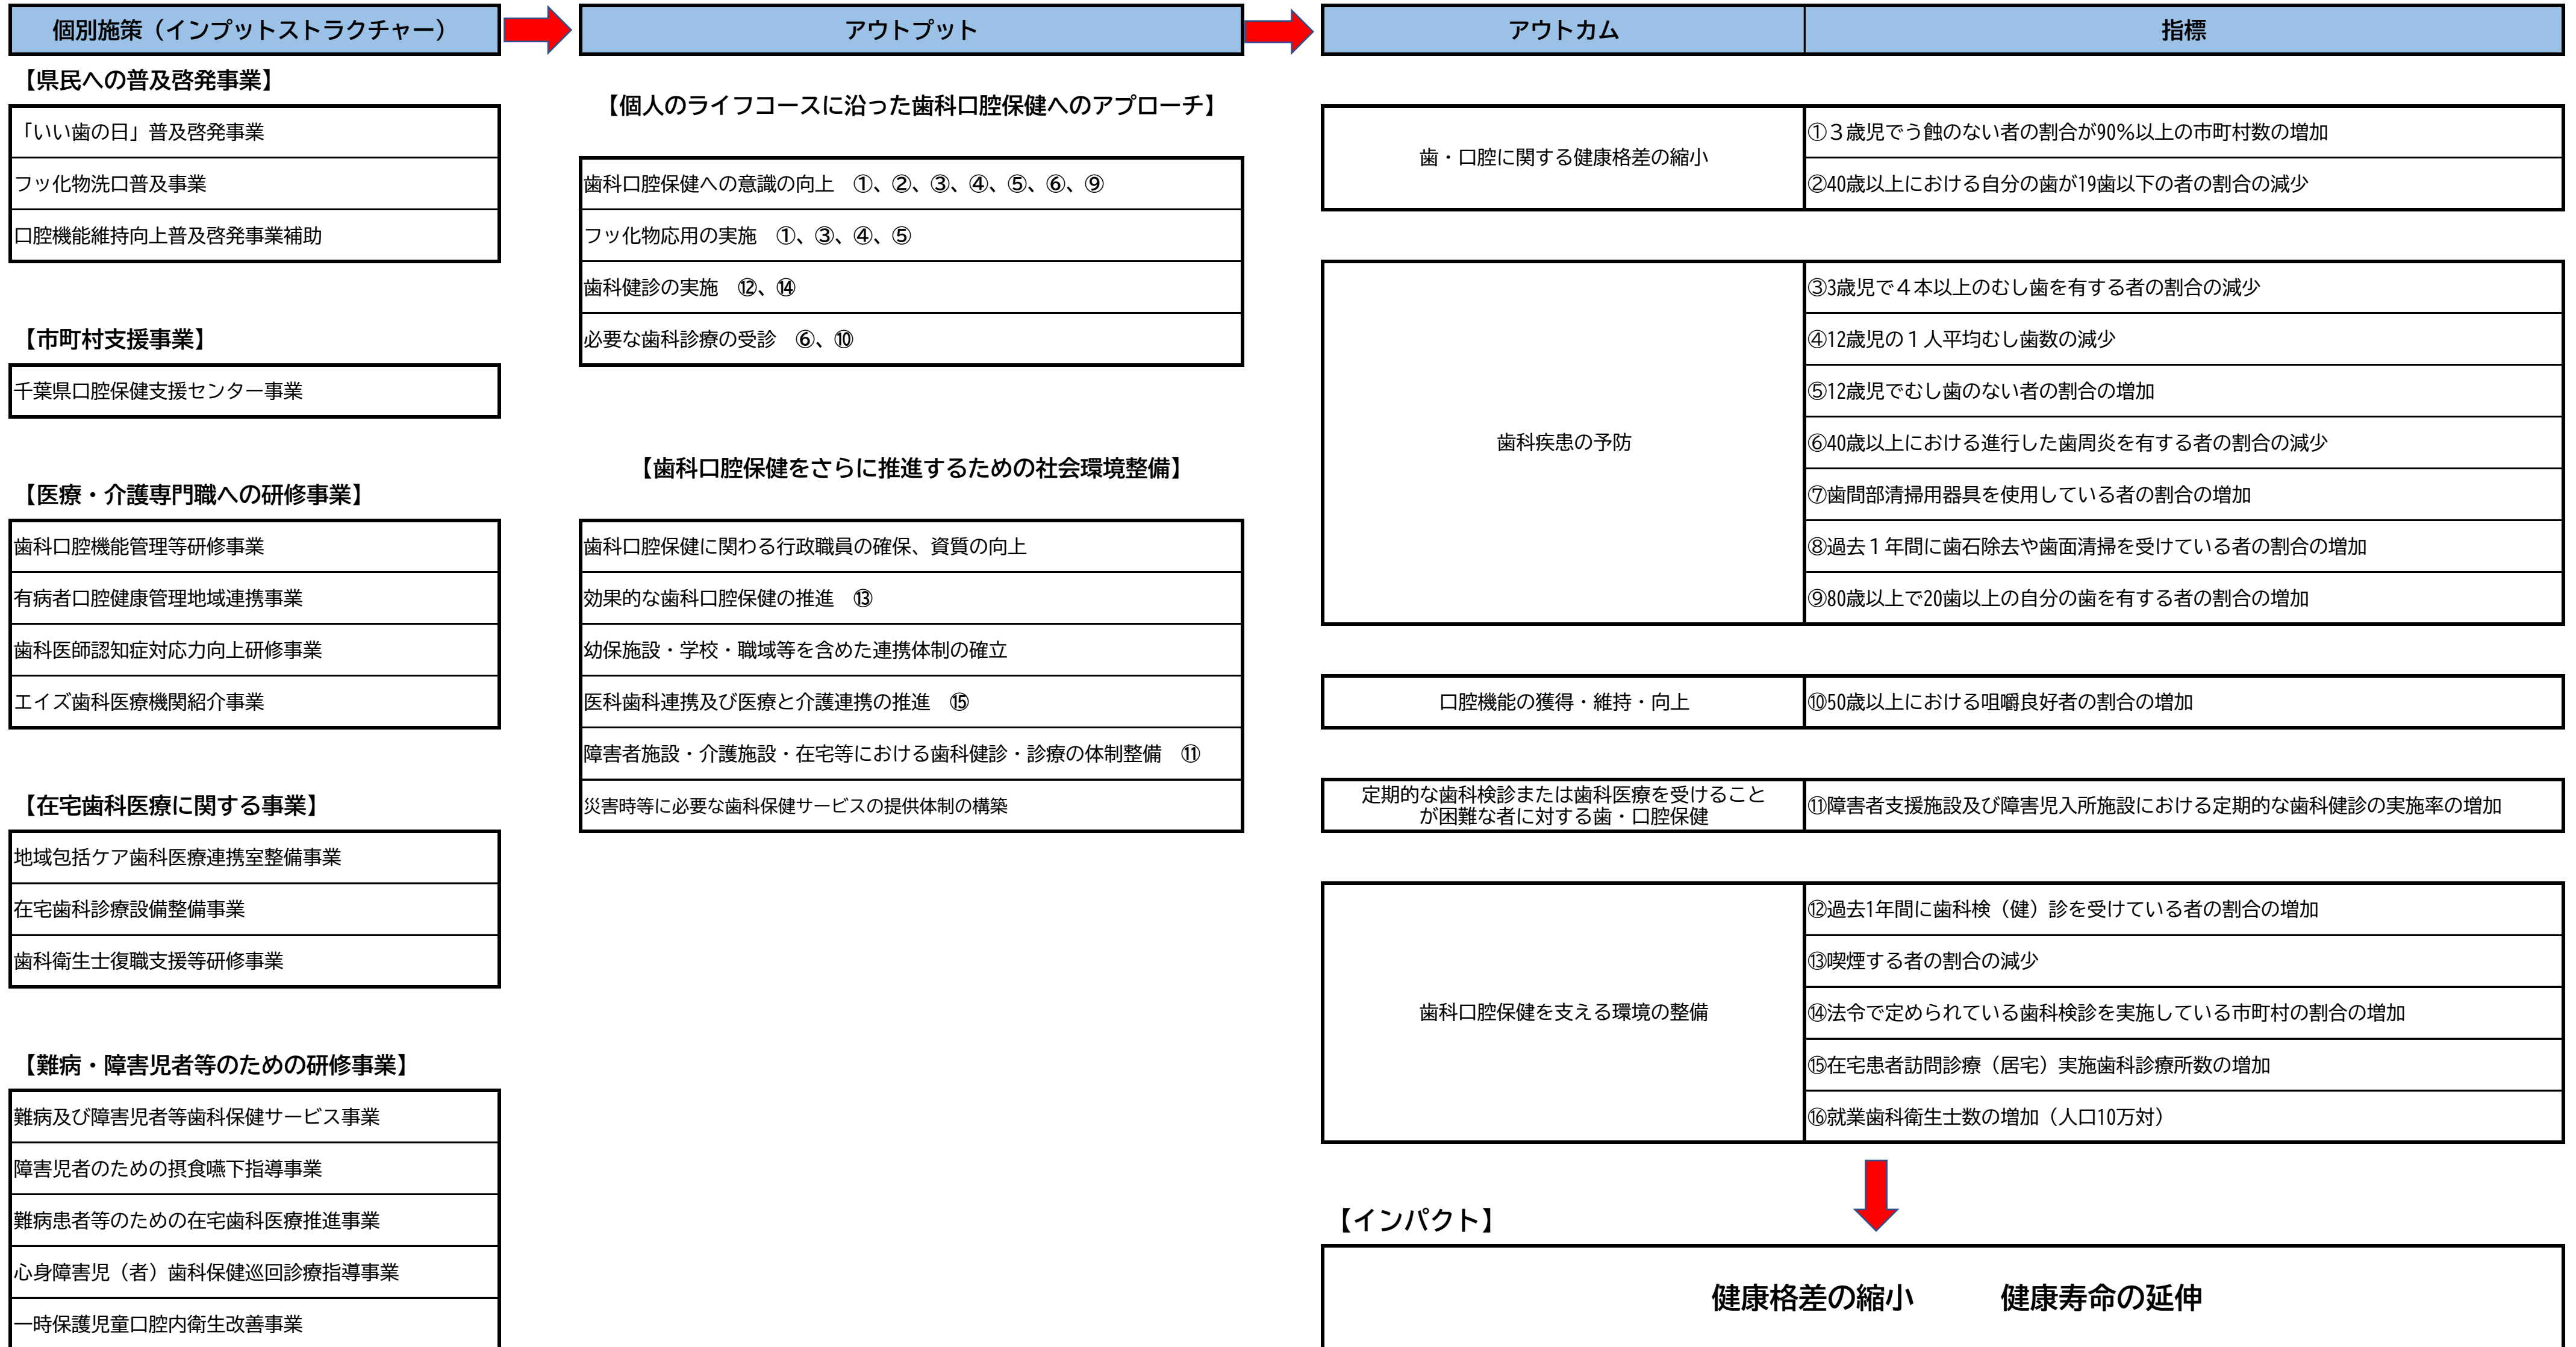 個別施策（インプットストラクチャー）
【県民への普及啓発事業】
「いい歯の日」普及啓発事業
フッ化物洗口普及事業
口腔機能維持向上普及啓発事業補助
【市町村支援事業】
千葉県口腔保健支援センター事業
【医療・介護専門職への研修事業】
歯科口腔機能管理等研修事業
有病者口腔健康管理地域連携事業
歯科医師認知症対応力向上研修事業
エイズ歯科医療機関紹介事業
【在宅歯科医療に関する事業】
地域包括ケア歯科医療連携室整備事業
在宅歯科診療設備整備事業
歯科衛生士復職支援等研修事業
【難病・障害児者等のための研修事業】
難病及び障害児者等歯科保健サービス事業
障害児者のための摂食嚥下指導事業
難病患者等のための在宅歯科医療推進事業
心身障害児（者）歯科保健巡回診療指導事業
一時保護児童口腔内衛生改善事業
アウトプット
【個人のライフコースに沿った歯科口腔保健へのアプローチ】
歯科口腔保健への意識の向上　①、②、③、④、⑤、⑥、⑨
フッ化物応用の実施　①、③、④、⑤
歯科健診の実施　⑫、⑭
必要な歯科診療の受診　⑥、⑩
【歯科口腔保健をさらに推進するための社会環境整備】
歯科口腔保健に関わる行政職員の確保、資質の向上
効果的な歯科口腔保健の推進　⑬
幼保施設・学校・職域等を含めた連携体制の確立
医科歯科連携及び医療と介護連携の推進　⑮
障害者施設・介護施設・在宅等における歯科健診・診療の体制整備　⑪
災害時等に必要な歯科保健サービスの提供体制の構築
アウトカム
指標
歯・口腔に関する健康格差の縮小
①３歳児でう蝕のない者の割合が90%以上の市町村数の増加
②40歳以上における自分の歯が19歯以下の者の割合の減少
歯科疾患の予防
③3歳児で４本以上のむし歯を有する者の割合の減少
④12歳児の１人平均むし歯数の減少
⑤12歳児でむし歯のない者の割合の増加
⑥40歳以上における進行した歯周炎を有する者の割合の減少
⑦歯間部清掃用器具を使用している者の割合の増加
⑧過去１年間に歯石除去や歯面清掃を受けている者の割合の増加
⑨80歳以上で20歯以上の自分の歯を有する者の割合の増加
口腔機能の獲得・維持・向上
⑩50歳以上における咀嚼良好者の割合の増加
定期的な歯科検診または歯科医療を受けること
が困難な者に対する歯・口腔保健
⑪障害者支援施設及び障害児入所施設における定期的な歯科健診の実施率の増加
歯科口腔保健を支える環境の整備
⑫過去1年間に歯科検（健）診を受けている者の割合の増加
⑬喫煙する者の割合の減少
⑭法令で定められている歯科検診を実施している市町村の割合の増加
⑮在宅患者訪問診療（居宅）実施歯科診療所数の増加
⑯就業歯科衛生士数の増加（人口10万対）
【インパクト】
健康格差の縮小　　　健康寿命の延伸